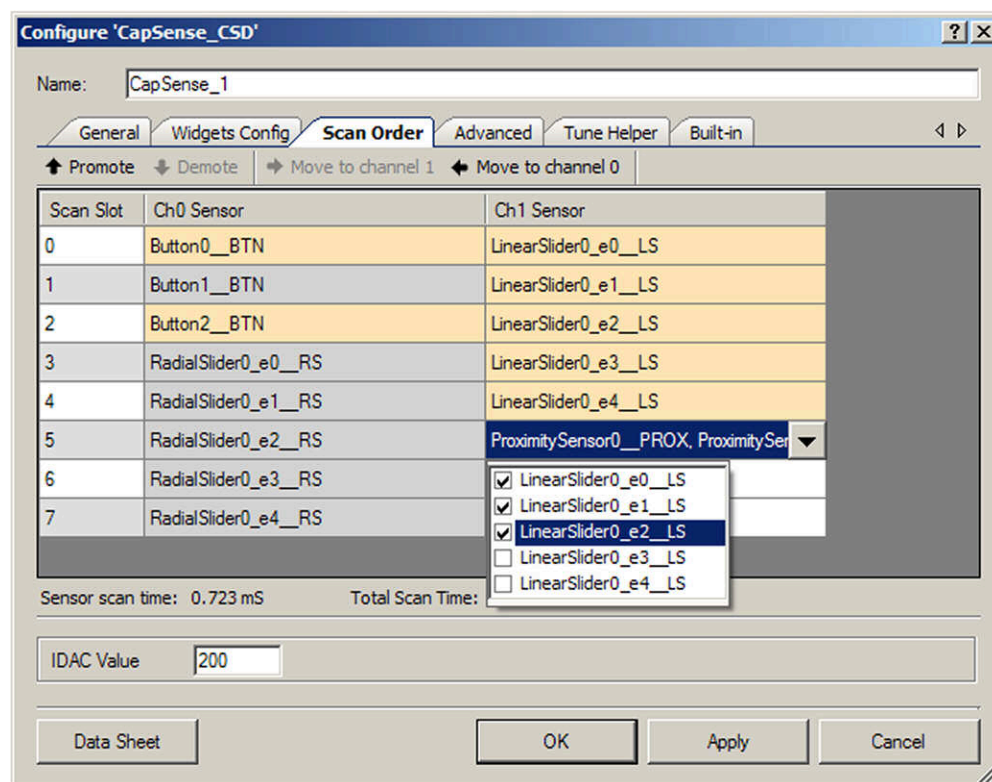 Configure 'CapSense_CSD'
Name: CapSense_1
General Widgets Config Scan Order Advanced Tune Helper Built-in
Promote Demote Move to channel 1 Move to channel 0
Scan Slot Ch0 Sensor Ch1 Sensor
0 Button0__BTN LinearSlider0_e0__LS
1 Button1__BTN LinearSlider0_e1__LS
2 Button2__BTN LinearSlider0_e2__LS
3 RadialSlider0_e0__RS LinearSlider0_e3__LS
4 RadialSlider0_e1__RS LinearSlider0_e4__LS
5 RadialSlider0_e2__RS ProximitySensor0__PROX, ProximitySer
6 RadialSlider0_e3__RS LinearSlider0_e0__LS
LinearSlider0_e1__LS
7 RadialSlider0_e4__RS LinearSlider0_e2__LS
LinearSlider0_e3__LS
LinearSlider0_e4__LS
Sensor scan time: 0.723 mS Total Scan Time:
IDAC Value 200
Data Sheet OK Apply Cancel